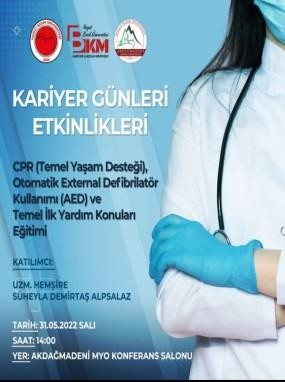 BKM
KARİYER GÜNLERİ
ETKİNLİKLERİ
CPR (Temel Yaşam Desteği),
Otomatik External Defibrilatör
Kullanımı (AED) ve
Temel İlk Yardım Konuları
Eğitimi
KATILIMCI:
UZM. HEMŞİRE
SÜHEYLA DEMİRTAŞ ALPSALAZ
TARİH: 31.05.2022 SALI
SAAT: 14:00
YER: AKDAĞMADENİ MYO KONFERANS SALONU